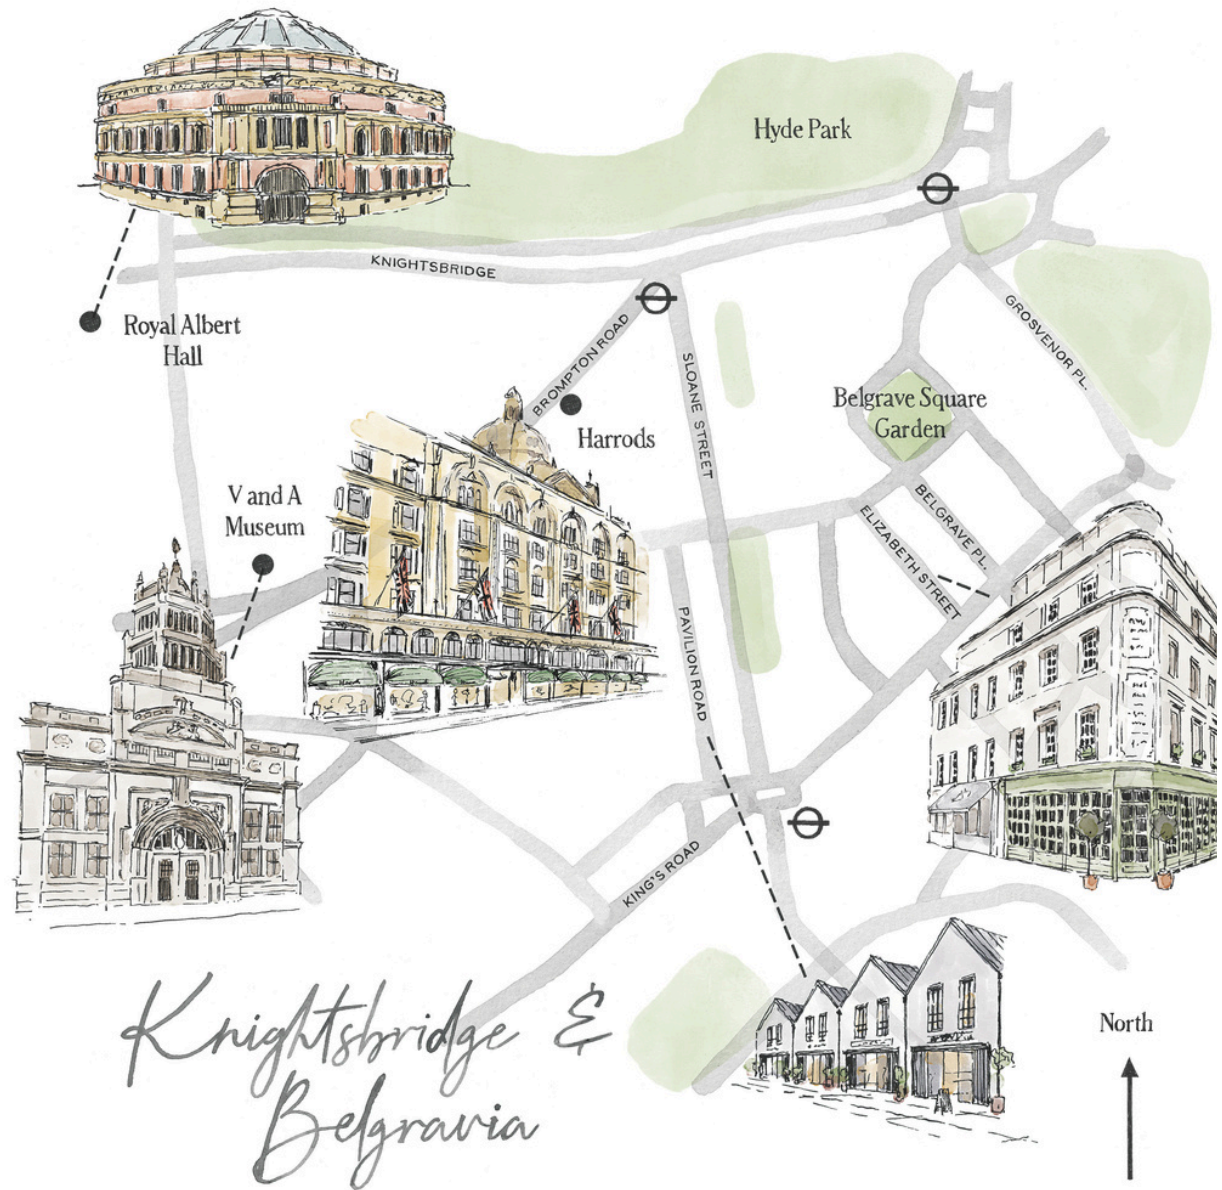 Hyde Park
KNIGHTSBRIDGE
Royal Albert
Hall
BROMPTON ROAD
SLOANE STREET
GROSVENOR PL.
Belgrave Square
Garden
Harrods
V and A
Museum
BELGRAVE PL.
ELIZABETH STREET
PAVILION ROAD
KING'S ROAD
Knightsbridge &
Belgravia
North